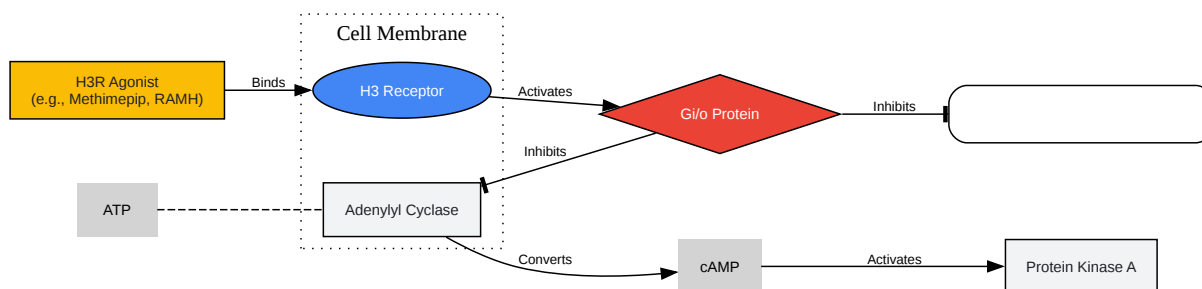 Cell Membrane
H3R Agonist
(e.g., Methimepip, RAMH)
Binds
H3 Receptor
Activates
Gi/o Protein
Inhibits
Inhibits
ATP
Adenylyl Cyclase
Converts
cAMP
Activates
Protein Kinase A